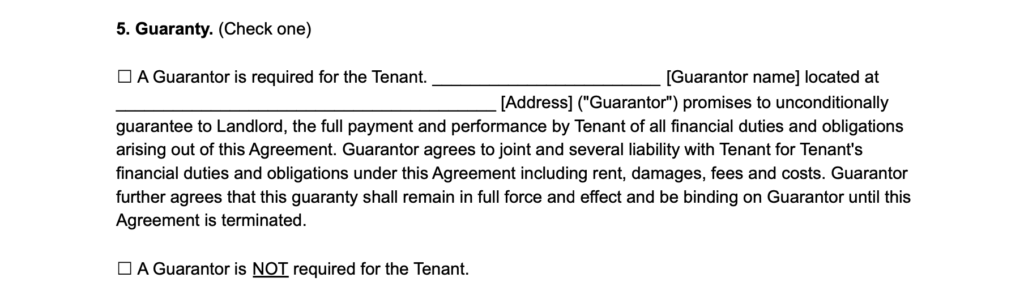 5. Guaranty. (Check one)
☐ A Guarantor is required for the Tenant. ________________________ [Guarantor name] located at
________________________________________ [Address] ("Guarantor") promises to unconditionally
guarantee to Landlord, the full payment and performance by Tenant of all financial duties and obligations
arising out of this Agreement. Guarantor agrees to joint and several liability with Tenant for Tenant's
financial duties and obligations under this Agreement including rent, damages, fees and costs. Guarantor
further agrees that this guaranty shall remain in full force and effect and be binding on Guarantor until this
Agreement is terminated.
☐ A Guarantor is NOT required for the Tenant.